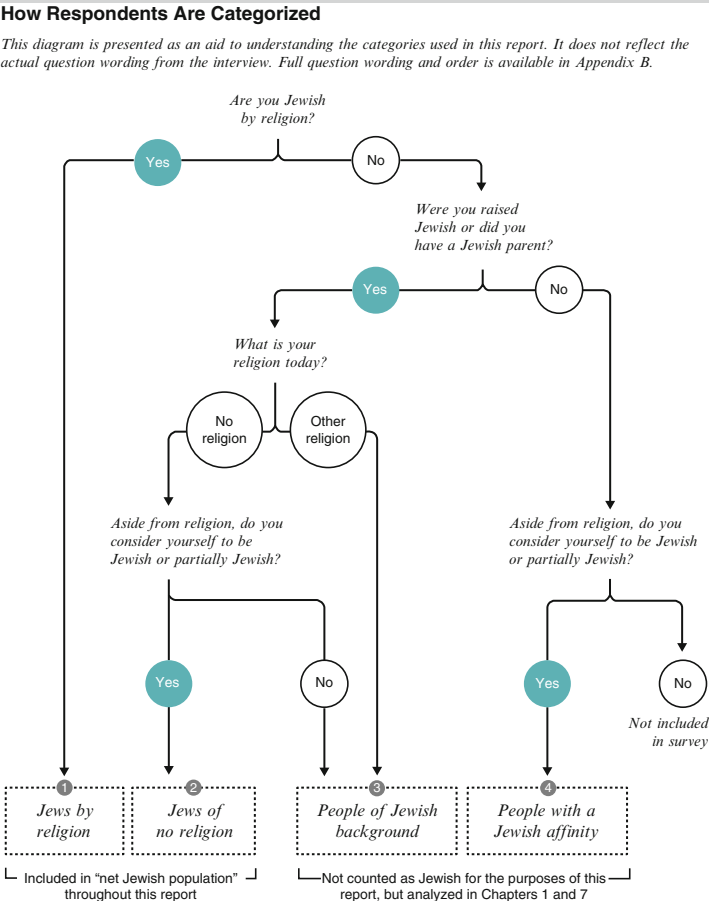 How Respondents Are Categorized
This diagram is presented as an aid to understanding the categories used in this report. It does not reflect the
actual question wording from the interview. Full question wording and order is available in Appendix B.
Are you Jewish
by religion?
Yes
No
Were you raised
Jewish or did you
have a Jewish parent?
Yes
No
What is your
religion today?
No
religion
Other
religion
Aside from religion, do you
consider yourself to be
Jewish or partially Jewish?
Aside from religion, do you
consider yourself to be Jewish
or partially Jewish?
Yes
No
Yes
No
Not included
in survey
1
Jews by
religion
2
Jews of
no religion
3
People of Jewish
background
4
People with a
Jewish affinity
Included in “net Jewish population”
throughout this report
Not counted as Jewish for the purposes of this
report, but analyzed in Chapters 1 and 7